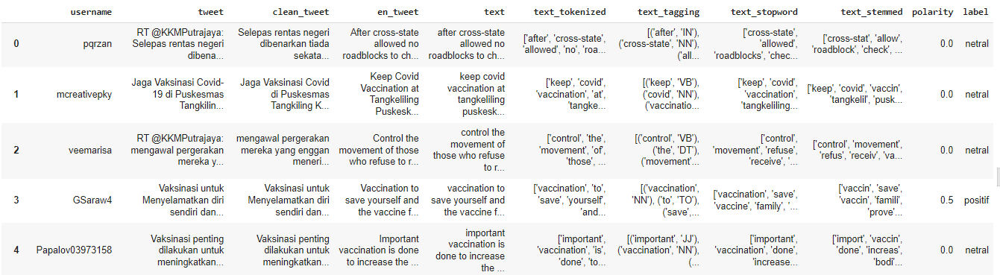 username tweet clean_tweet en_tweet text text_tokenized text_tagging text_stopword text_stemmed polarity label
0 pqrzan RT @KKMPutrajaya: Selepas rentas negeri dibena... Selepas rentas negeri dibenarkan tiada sekata... After cross-state allowed no roadblocks to ch... after cross-state allowed no roadblocks to ch... ['after', 'cross-state', 'allowed', 'no', 'roa... [('after', 'IN'), ('cross-state', 'NN'), ('all... ['cross-state', 'allowed', 'roadblocks', 'chec... ['cross-stat', 'allow', 'roadblock', 'check', ... 0.0 netral
1 mcreativepky Jaga Vaksinasi Covid-19 di Puskesmas Tangkilin... Jaga Vaksinasi Covid di Puskesmas Tangkiling K... Keep Covid Vaccination at Tangkeliling Puskesk... keep covid vaccination at tangkeliling puskesk... ['keep', 'covid', 'vaccination', 'at', 'tangke... [('keep', 'VB'), ('covid', 'NN'), ('vaccinatio... ['keep', 'covid', 'vaccination', 'tangkeliling... ['keep', 'covid', 'vaccin', 'tangkelil', 'pusk... 0.0 netral
2 veemarisa RT @KKMPutrajaya: mengawal pergerakan mereka y... mengawal pergerakan mereka yang enggan meneri... Control the movement of those who refuse to r... control the movement of those who refuse to r... ['control', 'the', 'movement', 'of', 'those', ... [('control', 'VB'), ('the', 'DT'), ('movement'... ['control', 'movement', 'refuse', 'receive', '... ['control', 'movement', 'refus', 'receiv', 'va... 0.0 netral
3 GSaraw4 Vaksinasi untuk Menyelamatkan diri sendiri dan... Vaksinasi untuk Menyelamatkan diri sendiri dan... Vaccination to save yourself and the vaccine f... vaccination to save yourself and the vaccine f... ['vaccination', 'to', 'save', 'yourself', 'and... [('vaccination', 'NN'), ('to', 'TO'), ('save',... ['vaccination', 'save', 'vaccine', 'family', '... ['vaccin', 'save', 'vaccin', 'famili', 'prove'... 0.5 positif
4 Papalov03973158 Vaksinasi penting dilakukan untuk meningkatkan... Vaksinasi penting dilakukan untuk meningkatkan... Important vaccination is done to increase the ... important vaccination is done to increase the ... ['important', 'vaccination', 'is', 'done', 'to... [('important', 'JJ'), ('vaccination', 'NN'), (... ['important', 'vaccination', 'done', 'increase... ['import', 'vaccin', 'done', 'increas', 'bodi'... 0.0 netral